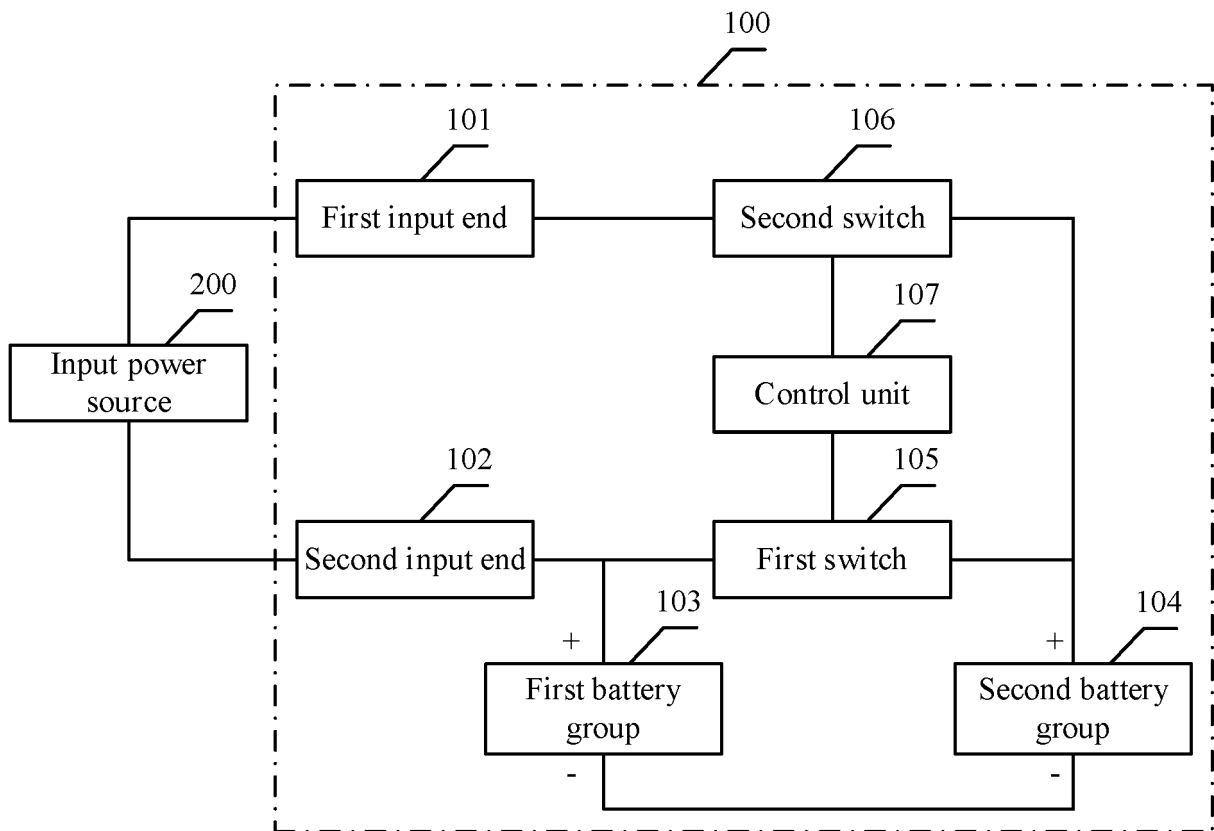 100
101
106
First input end
Second switch
200
107
Input power
source
Control unit
102
105
Second input end
First switch
103
104
+
+
First battery
group
Second battery
group
-
-